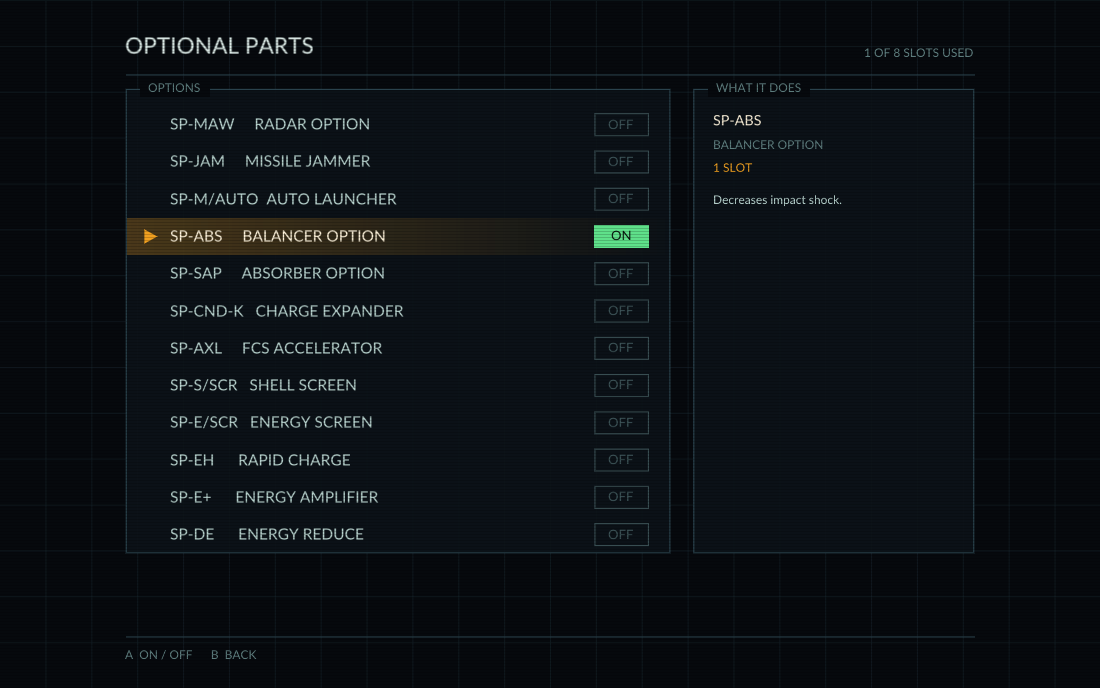 OPTIONAL PARTS
1 OF 8 SLOTS USED
OPTIONS
SP-MAW RADAR OPTION OFF
SP-JAM MISSILE JAMMER OFF
SP-M/AUTO AUTO LAUNCHER OFF
SP-ABS BALANCER OPTION ON
SP-SAP ABSORBER OPTION OFF
SP-CND-K CHARGE EXPANDER OFF
SP-AXL FCS ACCELERATOR OFF
SP-S/SCR SHELL SCREEN OFF
SP-E/SCR ENERGY SCREEN OFF
SP-EH RAPID CHARGE OFF
SP-E+ ENERGY AMPLIFIER OFF
SP-DE ENERGY REDUCE OFF
WHAT IT DOES
SP-ABS
BALANCER OPTION
1 SLOT
Decreases impact shock.
A ON / OFF B BACK